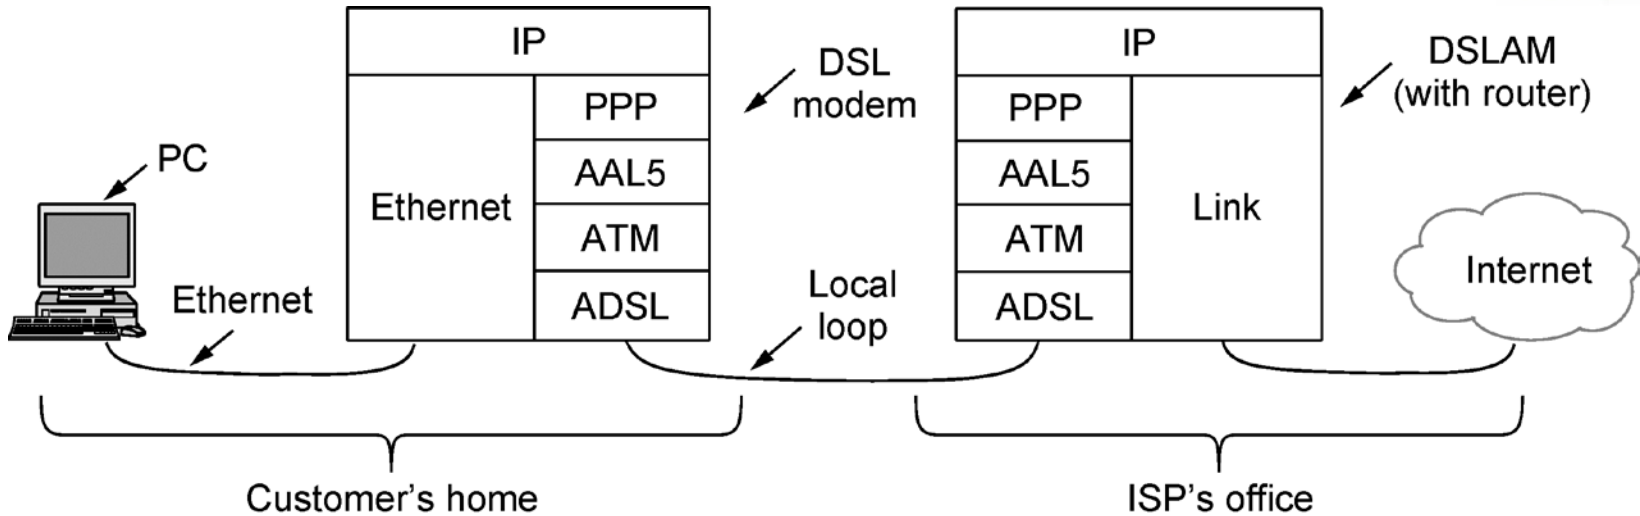 IP
IP
DSL
modem
DSLAM
(with router)
PPP
PPP
PC
AAL5
AAL5
Ethernet
Link
ATM
ATM
Internet
Ethernet
Local
loop
ADSL
ADSL
Customer's home
ISP's office